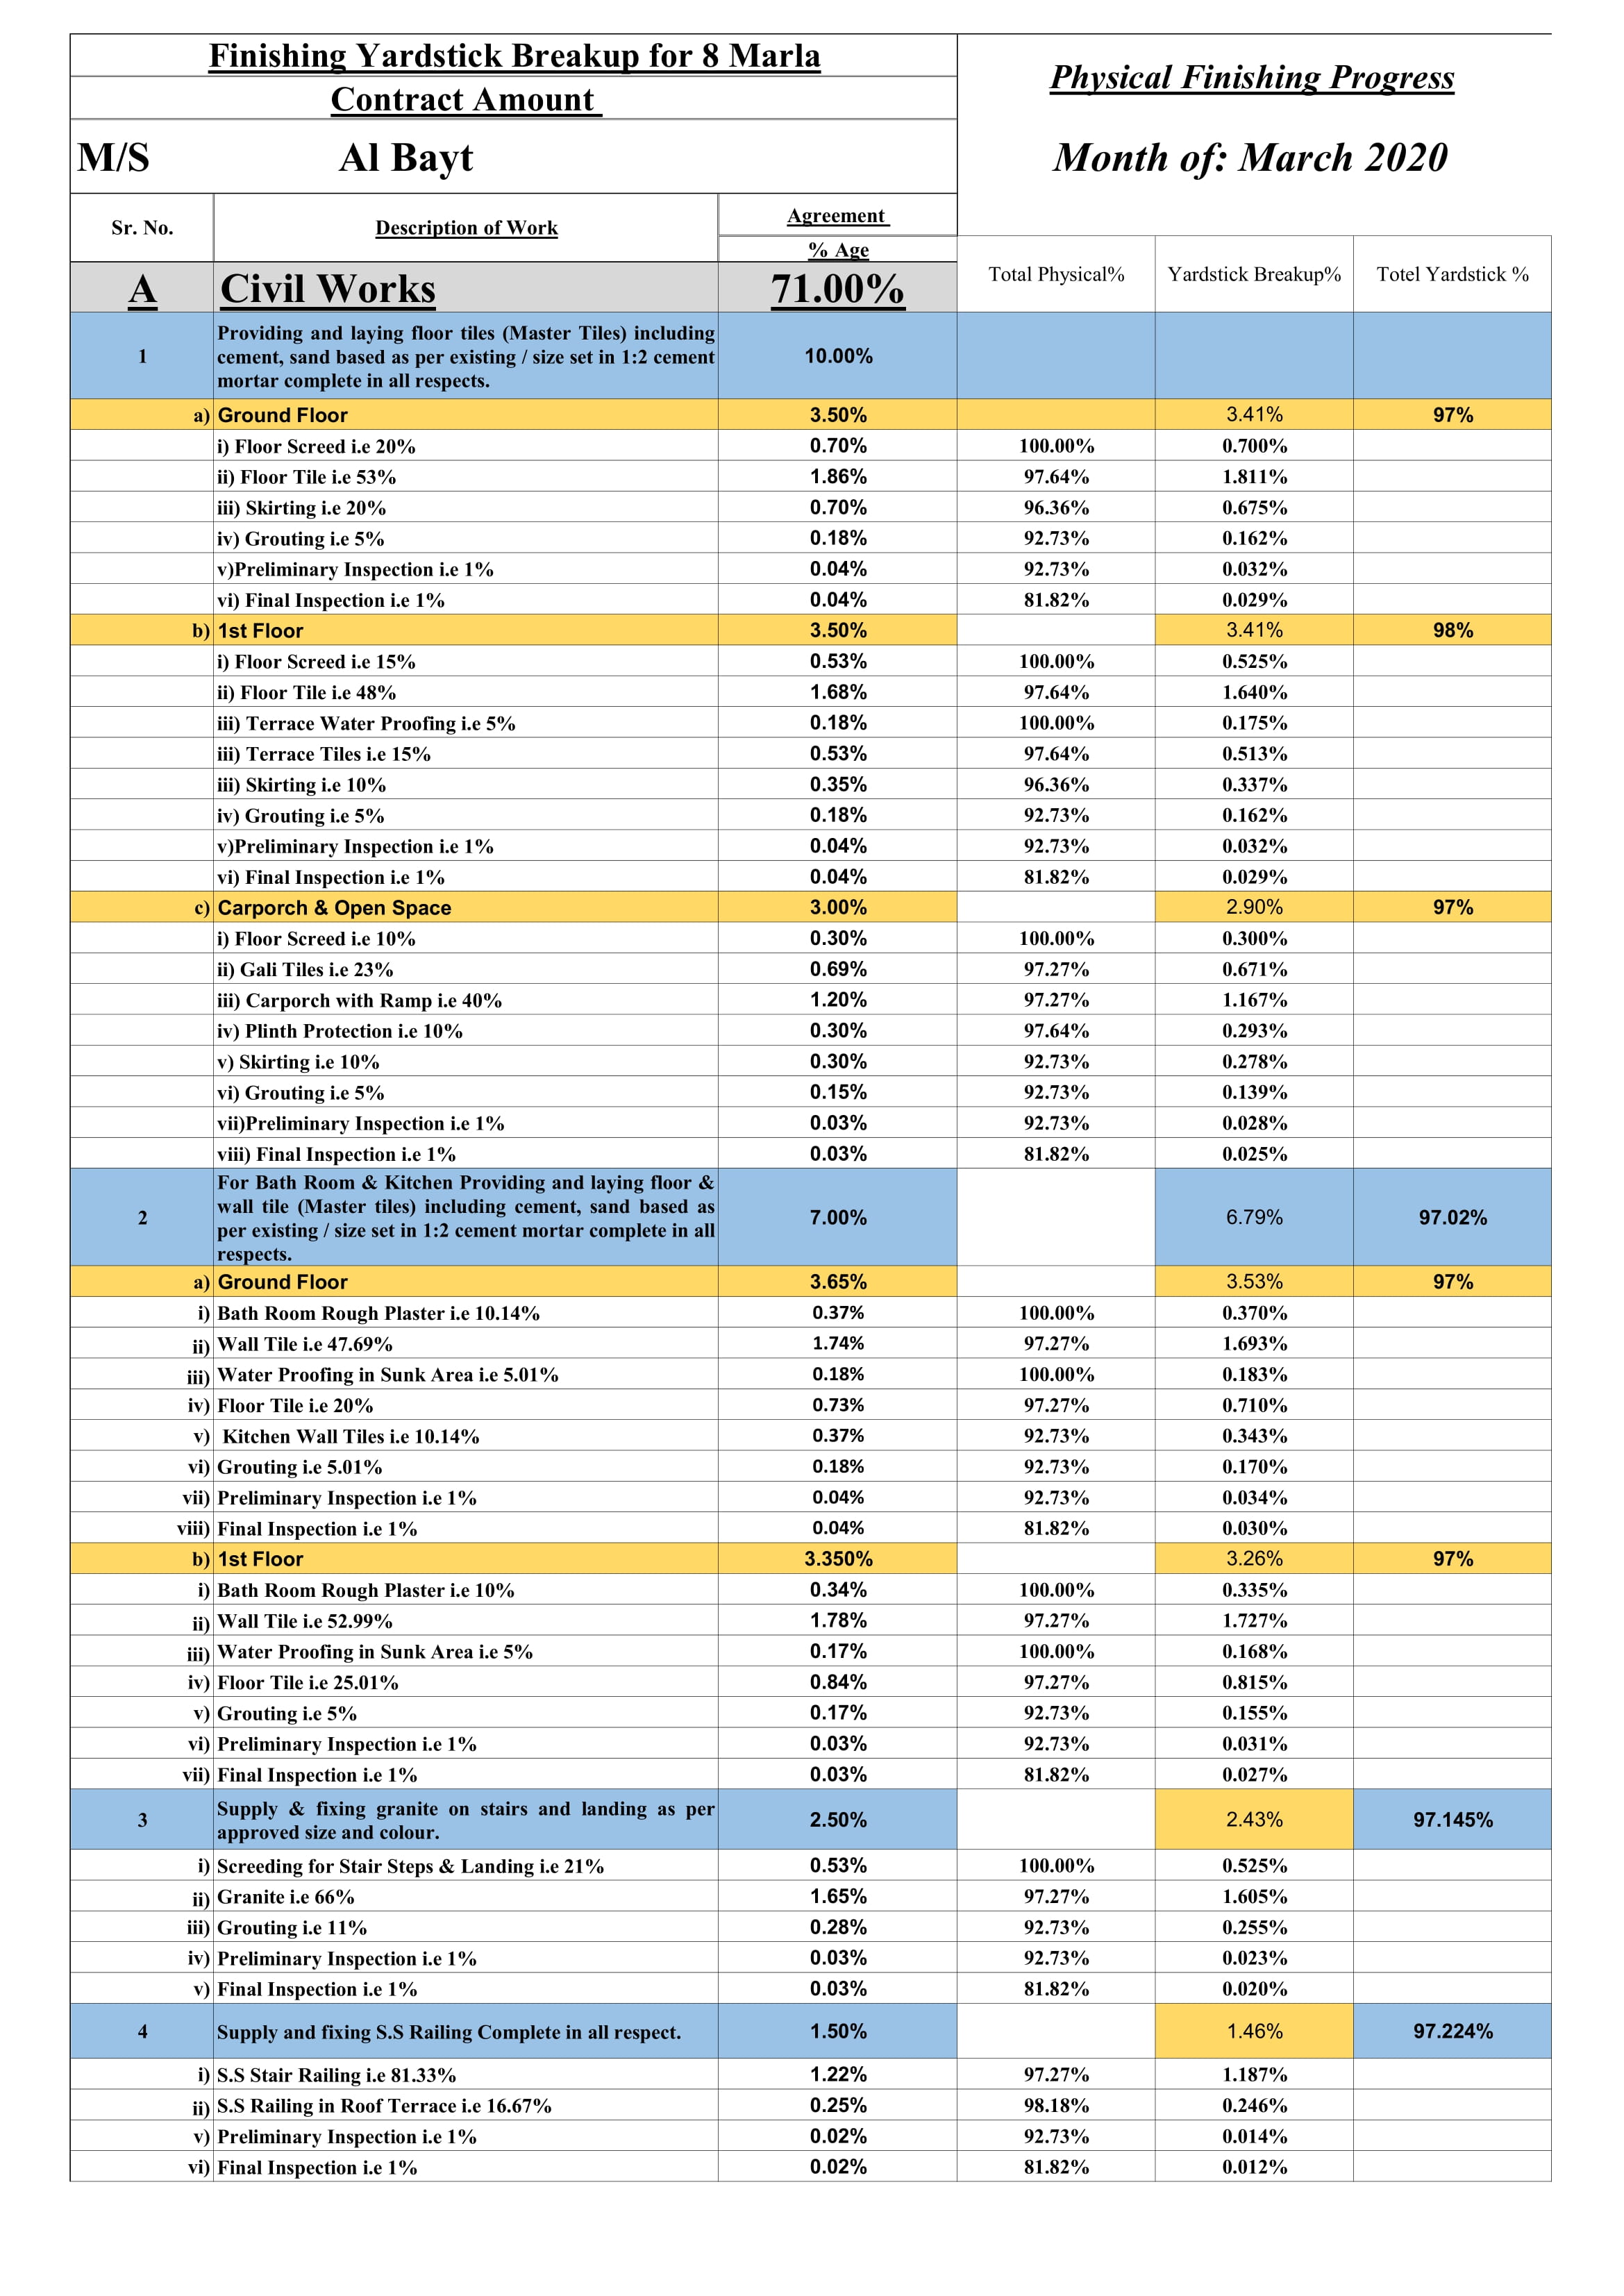 Finishing Yardstick Breakup for 8 Marla
Contract Amount
M/S Al Bayt
Physical Finishing Progress
Month of: March 2020
Sr. No. Description of Work Agreement
% Age
Total Physical% Yardstick Breakup% Totel Yardstick %
A Civil Works 71.00%
Providing and laying floor tiles (Master Tiles) including
1 cement, sand based as per existing / size set in 1:2 cement 10.00%
mortar complete in all respects.
a) Ground Floor 3.50% 3.41% 97%
i) Floor Screed i.e 20% 0.70% 100.00% 0.700%
ii) Floor Tile i.e 53% 1.86% 97.64% 1.811%
iii) Skirting i.e 20% 0.70% 96.36% 0.675%
iv) Grouting i.e 5% 0.18% 92.73% 0.162%
v)Preliminary Inspection i.e 1% 0.04% 92.73% 0.032%
vi) Final Inspection i.e 1% 0.04% 81.82% 0.029%
b) 1st Floor 3.50% 3.41% 98%
i) Floor Screed i.e 15% 0.53% 100.00% 0.525%
ii) Floor Tile i.e 48% 1.68% 97.64% 1.640%
iii) Terrace Water Proofing i.e 5% 0.18% 100.00% 0.175%
iii) Terrace Tiles i.e 15% 0.53% 97.64% 0.513%
iii) Skirting i.e 10% 0.35% 96.36% 0.337%
iv) Grouting i.e 5% 0.18% 92.73% 0.162%
v)Preliminary Inspection i.e 1% 0.04% 92.73% 0.032%
vi) Final Inspection i.e 1% 0.04% 81.82% 0.029%
c) Carporch & Open Space 3.00% 2.90% 97%
i) Floor Screed i.e 10% 0.30% 100.00% 0.300%
ii) Gali Tiles i.e 23% 0.69% 97.27% 0.671%
iii) Carporch with Ramp i.e 40% 1.20% 97.27% 1.167%
iv) Plinth Protection i.e 10% 0.30% 97.64% 0.293%
v) Skirting i.e 10% 0.30% 92.73% 0.278%
vi) Grouting i.e 5% 0.15% 92.73% 0.139%
vii)Preliminary Inspection i.e 1% 0.03% 92.73% 0.028%
viii) Final Inspection i.e 1% 0.03% 81.82% 0.025%
For Bath Room & Kitchen Providing and laying floor &
2 wall tile (Master tiles) including cement, sand based as 7.00% 6.79% 97.02%
per existing / size set in 1:2 cement mortar complete in all
respects.
a) Ground Floor 3.65% 3.53% 97%
i) Bath Room Rough Plaster i.e 10.14% 0.37% 100.00% 0.370%
ii) Wall Tile i.e 47.69% 1.74% 97.27% 1.693%
iii) Water Proofing in Sunk Area i.e 5.01% 0.18% 100.00% 0.183%
iv) Floor Tile i.e 20% 0.73% 97.27% 0.710%
v) Kitchen Wall Tiles i.e 10.14% 0.37% 92.73% 0.343%
vi) Grouting i.e 5.01% 0.18% 92.73% 0.170%
vii) Preliminary Inspection i.e 1% 0.04% 92.73% 0.034%
viii) Final Inspection i.e 1% 0.04% 81.82% 0.030%
b) 1st Floor 3.350% 3.26% 97%
i) Bath Room Rough Plaster i.e 10% 0.34% 100.00% 0.335%
ii) Wall Tile i.e 52.99% 1.78% 97.27% 1.727%
iii) Water Proofing in Sunk Area i.e 5% 0.17% 100.00% 0.168%
iv) Floor Tile i.e 25.01% 0.84% 97.27% 0.815%
v) Grouting i.e 5% 0.17% 92.73% 0.155%
vi) Preliminary Inspection i.e 1% 0.03% 92.73% 0.031%
vii) Final Inspection i.e 1% 0.03% 81.82% 0.027%
3 Supply & fixing granite on stairs and landing as per 2.50% 2.43% 97.145%
approved size and colour.
i) Screeding for Stair Steps & Landing i.e 21% 0.53% 100.00% 0.525%
ii) Granite i.e 66% 1.65% 97.27% 1.605%
iii) Grouting i.e 11% 0.28% 92.73% 0.255%
iv) Preliminary Inspection i.e 1% 0.03% 92.73% 0.023%
v) Final Inspection i.e 1% 0.03% 81.82% 0.020%
4 Supply and fixing S.S Railing Complete in all respect. 1.50% 1.46% 97.224%
i) S.S Stair Railing i.e 81.33% 1.22% 97.27% 1.187%
ii) S.S Railing in Roof Terrace i.e 16.67% 0.25% 98.18% 0.246%
v) Preliminary Inspection i.e 1% 0.02% 92.73% 0.014%
vi) Final Inspection i.e 1% 0.02% 81.82% 0.012%